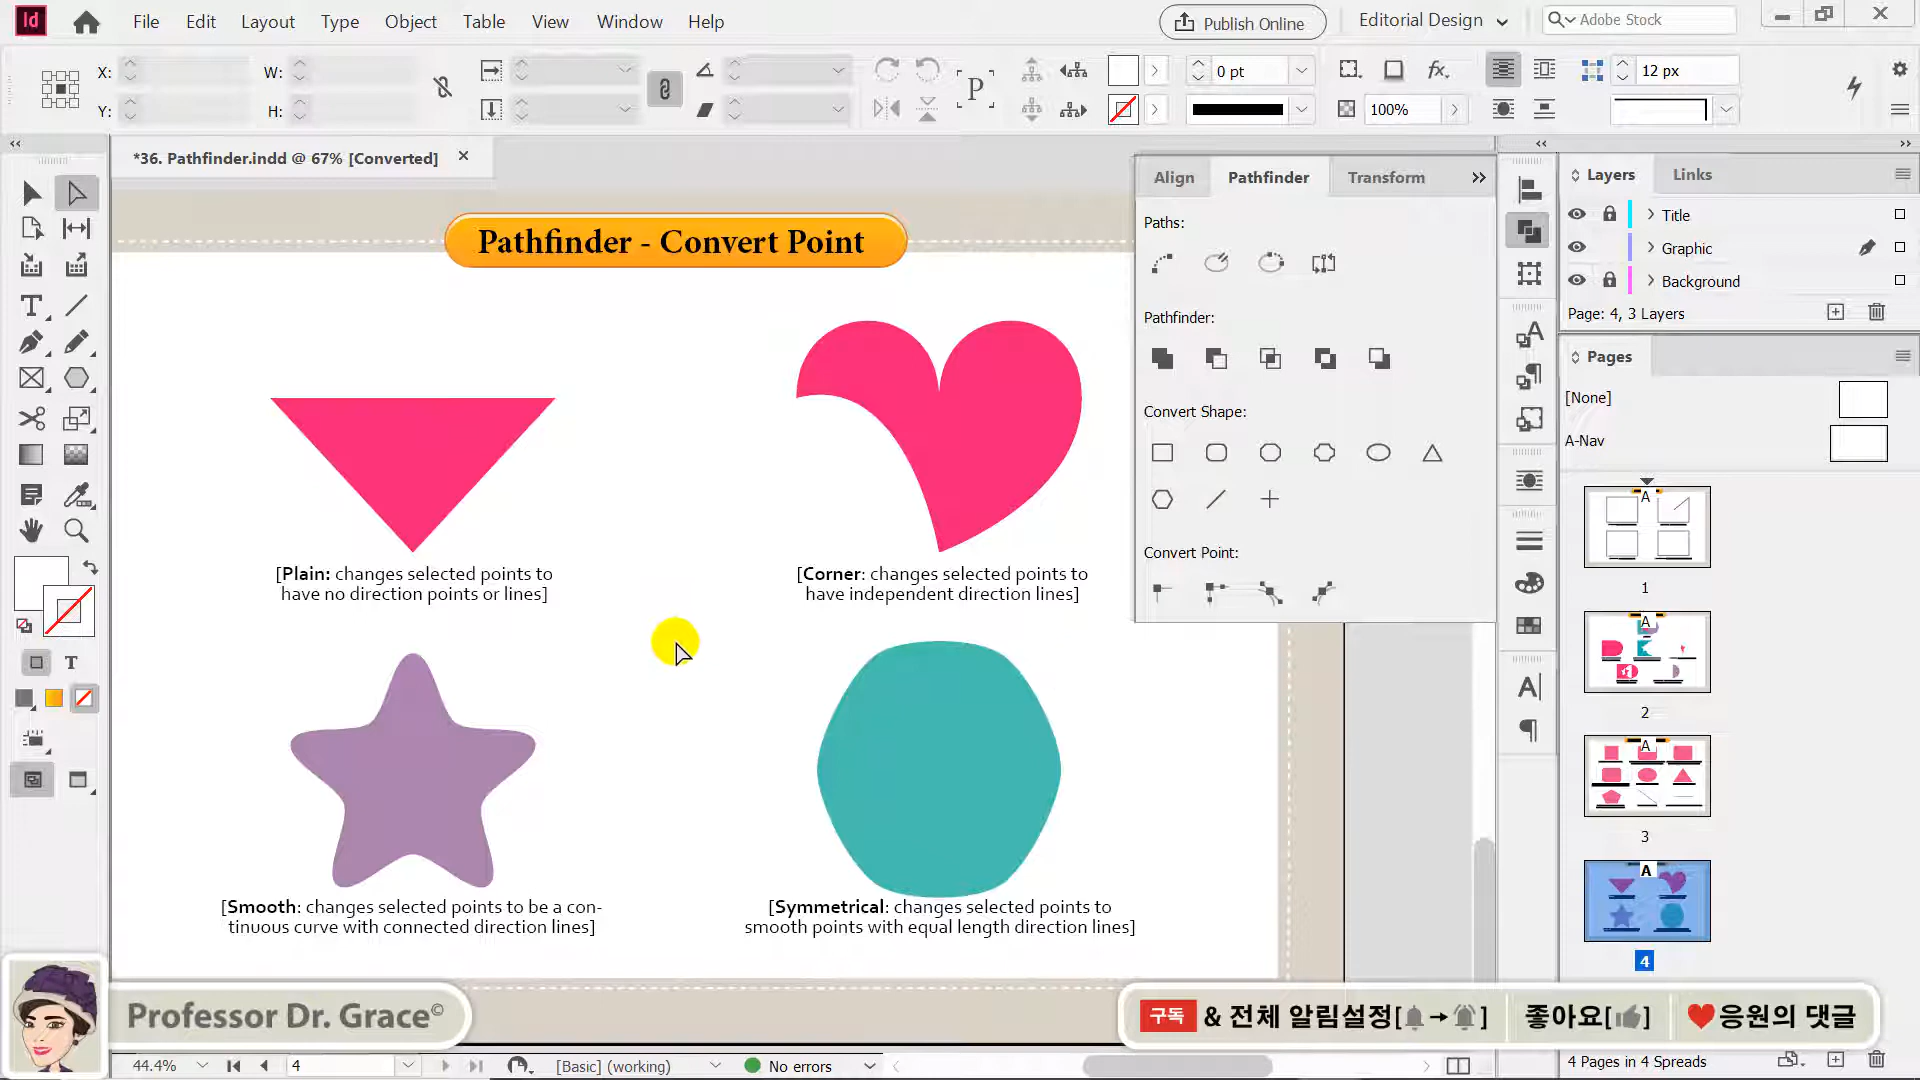 Id
File Edit Layout Type Object Table View Window Help
Publish Online
Editorial Design
Adobe Stock
X:
W:
0 pt
12 px
Y:
H:
100%
P
fx.
*36. Pathfinder.indd @ 67% [Converted]
Align Pathfinder Transform
Paths:
Pathfinder:
Convert Shape:
Convert Point:
Layers Links
Title
Graphic
Background
Page: 4, 3 Layers
Pages
[None]
A-Nav
A
1
A
2
A
3
A
4
4 Pages in 4 Spreads
Pathfinder - Convert Point
[Plain: changes selected points to
have no direction points or lines]
[Corner: changes selected points to
have independent direction lines]
[Smooth: changes selected points to be a con-
tinuous curve with connected direction lines]
[Symmetrical: changes selected points to
smooth points with equal length direction lines]
Professor Dr. Grace©
구독 & 전체 알림설정[→] 좋아요[] 응원의 댓글
44.4%
4
[Basic] (working)
No errors